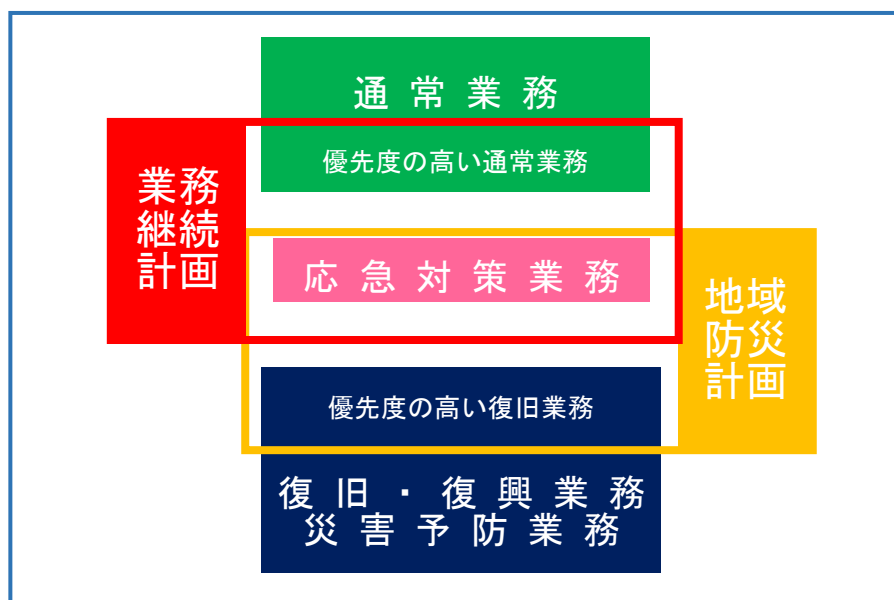 通常業務
優先度の高い通常業務
業務
継続
計画
応急対策業務
地域
防災
計画
優先度の高い復旧業務
復旧・復興業務
災害予防業務